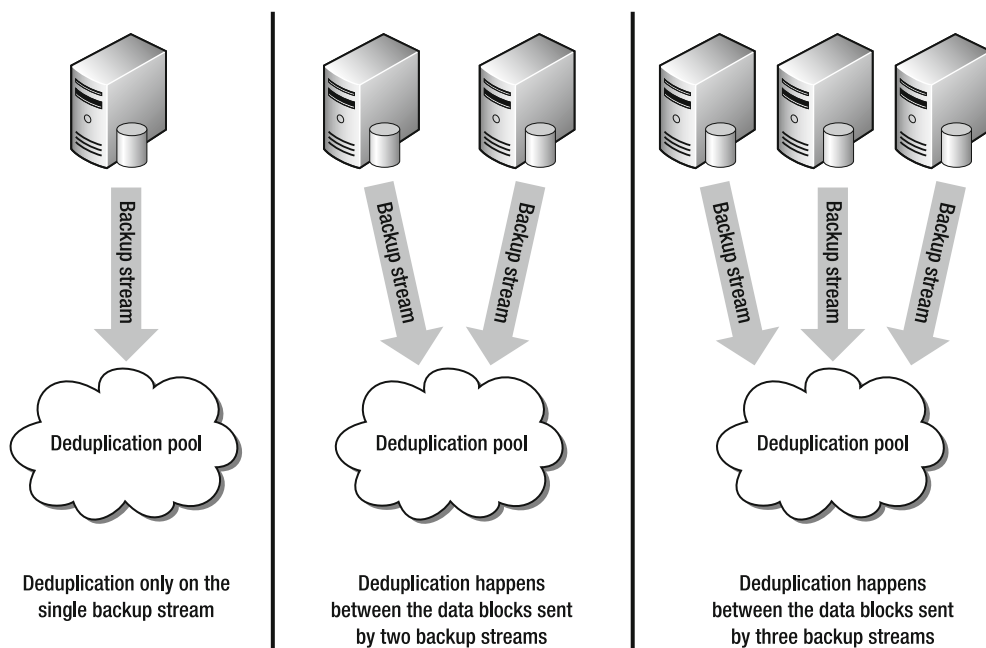 Backup stream
Deduplication pool
Deduplication only on the
single backup stream
Backup stream
Backup stream
Deduplication pool
Deduplication happens
between the data blocks sent
by two backup streams
Backup stream
Backup stream
Backup stream
Deduplication pool
Deduplication happens
between the data blocks sent
by three backup streams